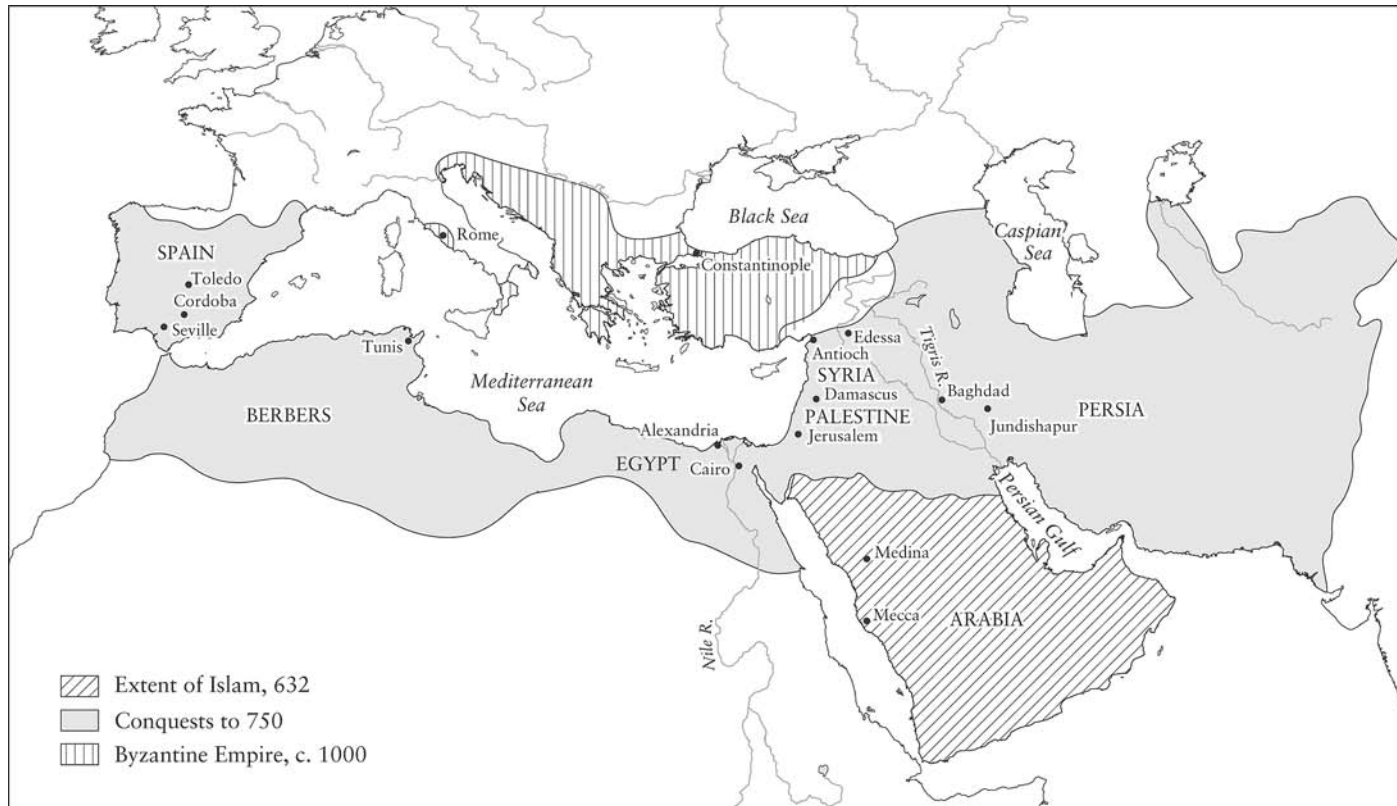 Black Sea
Caspian
Sea
Rome
SPAIN
Toledo
Cordoba
Seville
Constantinople
Tunis
Edessa
Antioch
SYRIA
Tigris R.
Mediterranean
Sea
Damascus
Baghdad
BERBERS
PALESTINE
PERSIA
Jundishapur
Alexandria
Jerusalem
EGYPT
Cairo
Persian Gulf
Medina
Mecca
ARABIA
Nile R.
Extent of Islam, 632
Conquests to 750
Byzantine Empire, c. 1000